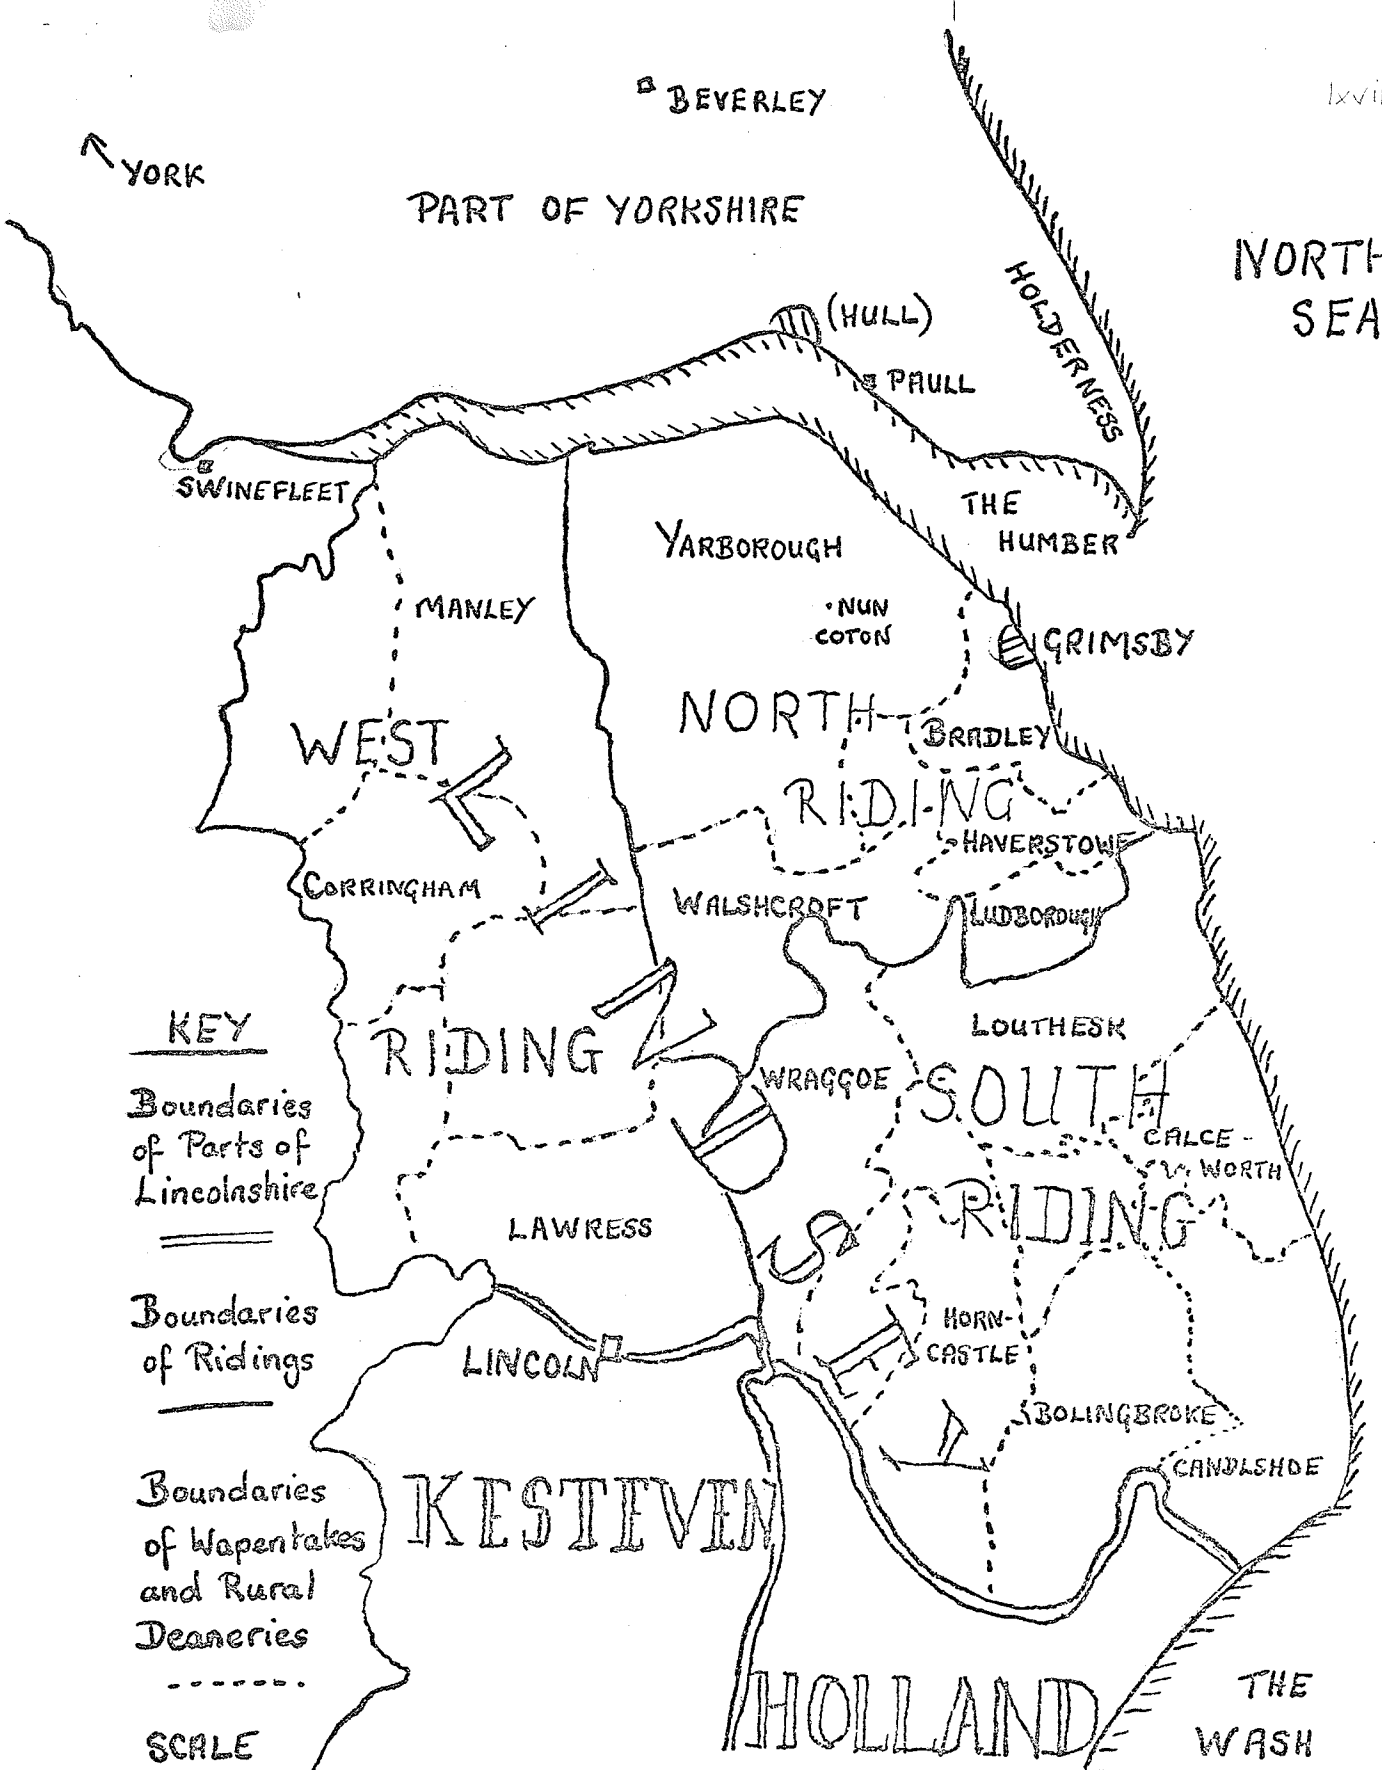 BEVERLEY
lxvii
YORK
PART OF YORKSHIRE
NORTH
SEA
HOLDERNESS
(HULL)
PAULL
SWINEFLEET
THE
HUMBER
YARBOROUGH
MANLEY
NUN
COTON
GRIMSBY
NORTH
WEST
BRADLEY
RIDING
HAVERSTOWE
CORRINGHAM
WALSHCROFT
LUDBOROUGH
LINDSEY
RIDING
LOUTHESK
WRAGGOE
SOUTH
CALCE-
WORTH
RIDING
LAWRESS
HORN-
CASTLE
LINCOLN
BOLINGBROKE
CANDLSHOE
KESTEVEN
HOLLAND
THE
WASH
KEY
Boundaries
of Parts of
Lincolnshire
Boundaries
of Ridings
Boundaries
of Wapentakes
and Rural
Deaneries
SCALE